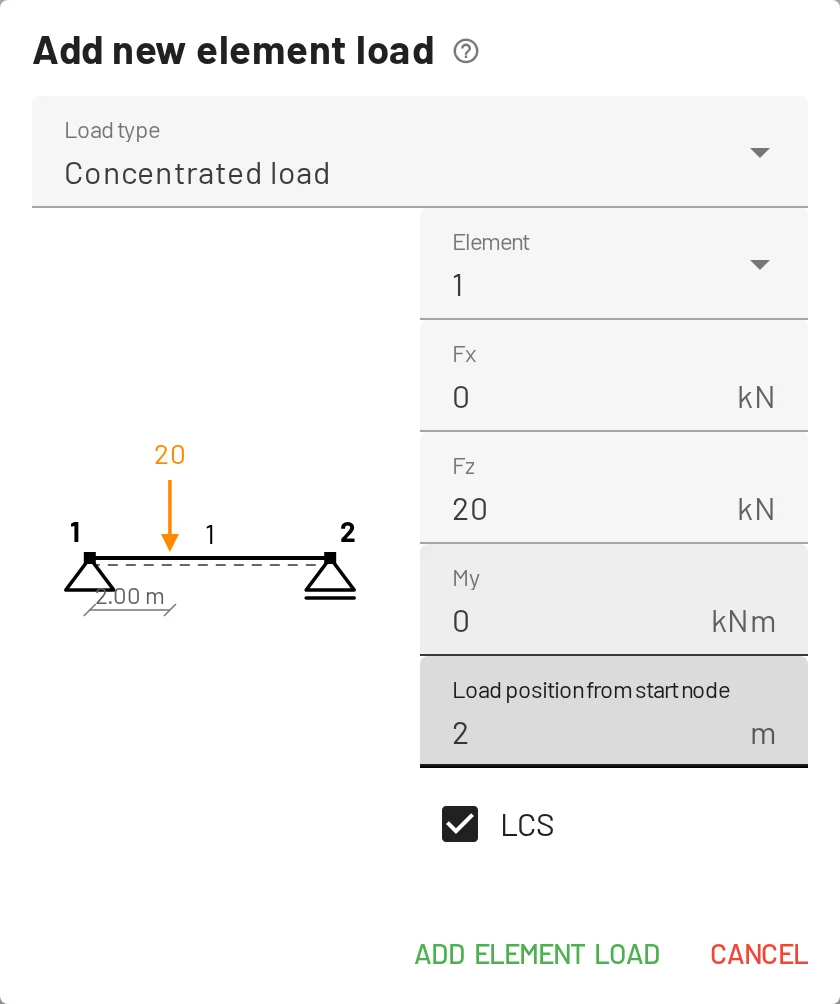 Add new element load ?
Load type
Concentrated load
Element
1
Fx
0 kN
Fz
20 kN
20
1 1 2
2.00 m
My
0 kNm
Load position from start node
2 m
LCS
ADD ELEMENT LOAD CANCEL